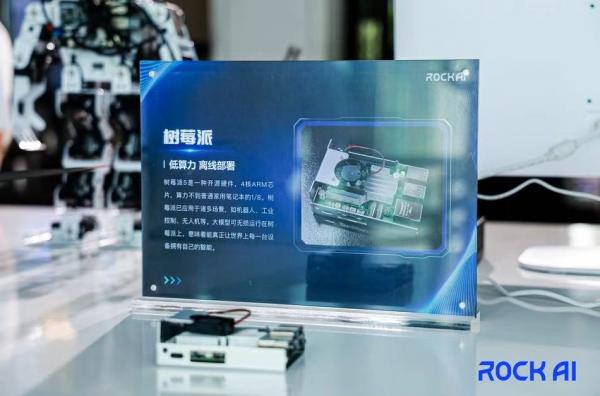 ROCK AI
树莓派
低算力 离线部署
树莓派5是一种开源硬件，4核ARM芯
片，算力不到普通家用笔记本的1/8。树
莓派已应用于诸多场景，如机器人、工业
控制、无人机等，大模型可无损运行在树
莓派上，意味着能真正让世界上每一台设
备拥有自己的智能。
ROCK AI